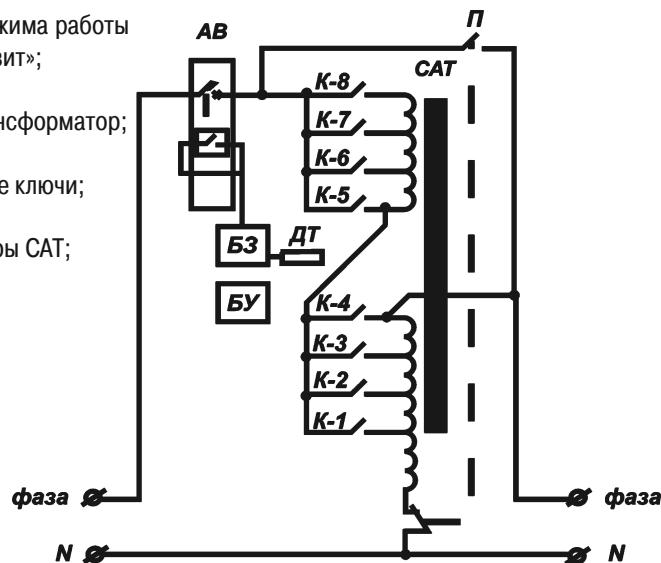 жима работы
вит»;
нсформатор;
е ключи;
ры САТ;
АВ
П
САТ
К-8
К-7
К-6
К-5
БЗ
ДТ
БУ
К-4
К-3
К-2
К-1
фаза
фаза
N
N